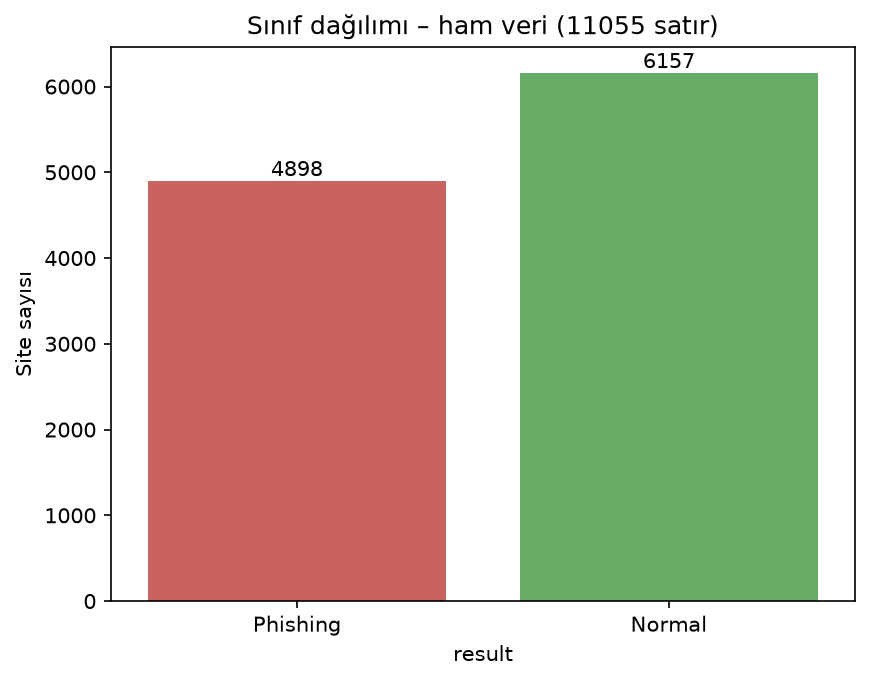 Sınıf dağılımı – ham veri (11055 satır)
6157
4898
6000
5000
4000
3000
2000
1000
0
Site sayısı
Phishing
Normal
result